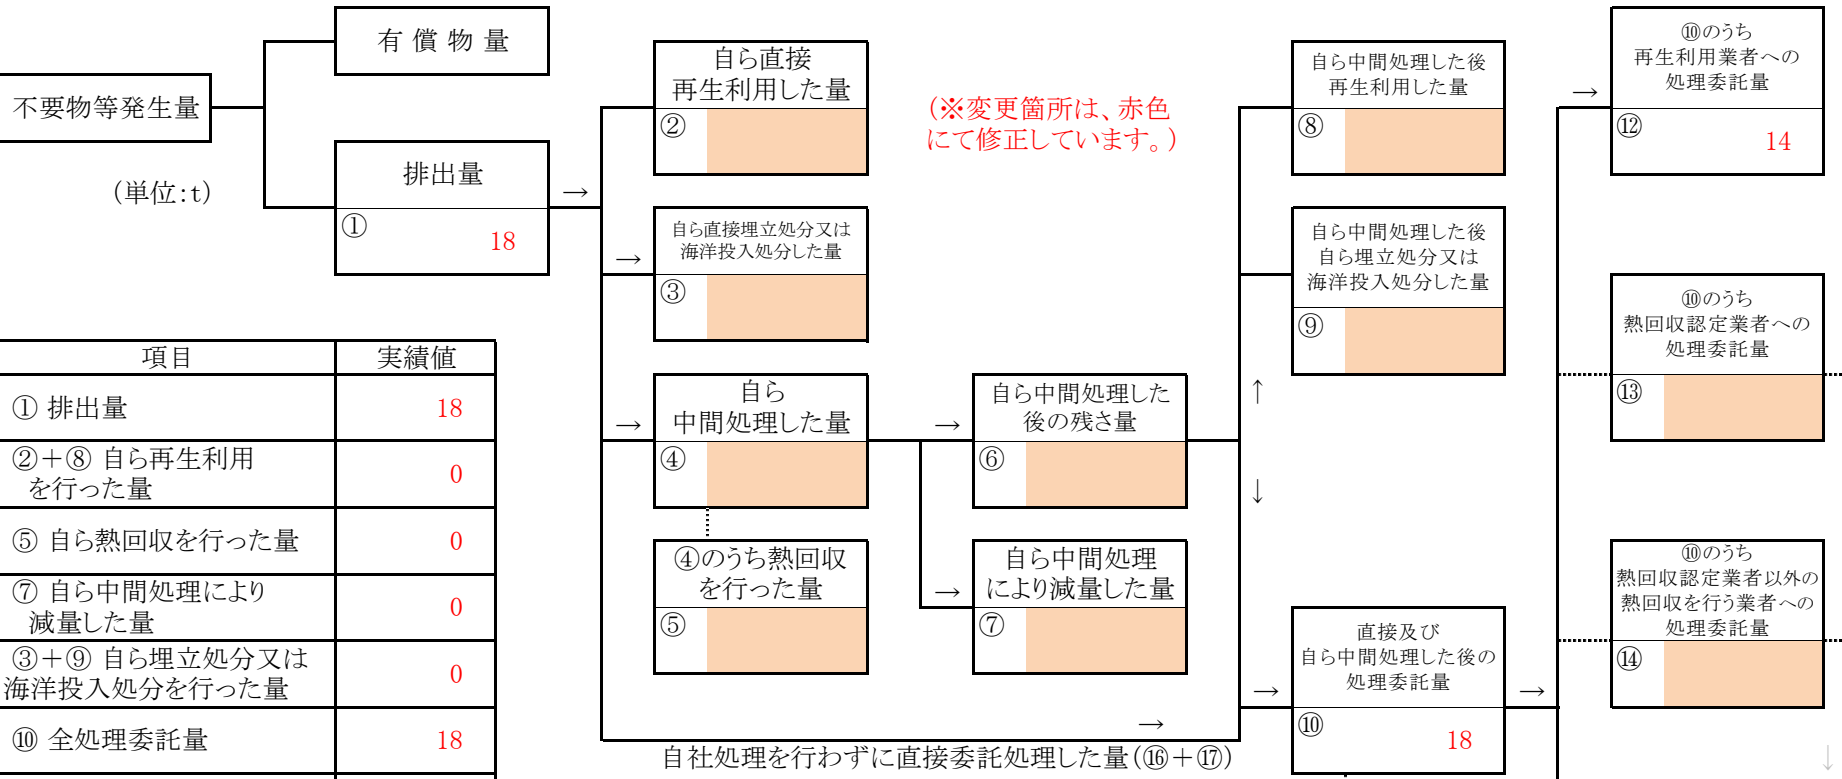 有 償 物 量
不要物等発生量
(単位:t)
排出量
→
①
18
自ら直接
再生利用した量
②
(※変更箇所は、赤色
にて修正しています。)
自ら直接埋立処分又は
海洋投入処分した量
→
③
自ら
中間処理した量
→
④
④のうち熱回収
を行った量
⑤
→
自ら中間処理した
後の残さ量
⑥
→
自ら中間処理
により減量した量
⑦
自ら中間処理した後
再生利用した量
⑧
自ら中間処理した後
自ら埋立処分又は
海洋投入処分した量
⑨
↑
↓
直接及び
自ら中間処理した後の
処理委託量
→
→
⑩
18
→
自社処理を行わずに直接委託処理した量(⑯+⑰)
⑩のうち
再生利用業者への
処理委託量
→
⑫
14
⑩のうち
熱回収認定業者への
処理委託量
⑬
⑩のうち
熱回収認定業者以外の
熱回収を行う業者への
処理委託量
⑭
↓
項目 実績値
① 排出量 18
②+⑧ 自ら再生利用
を行った量 0
⑤ 自ら熱回収を行った量 0
⑦ 自ら中間処理により
減量した量 0
③+⑨ 自ら埋立処分又は
海洋投入処分を行った量 0
⑩ 全処理委託量 18